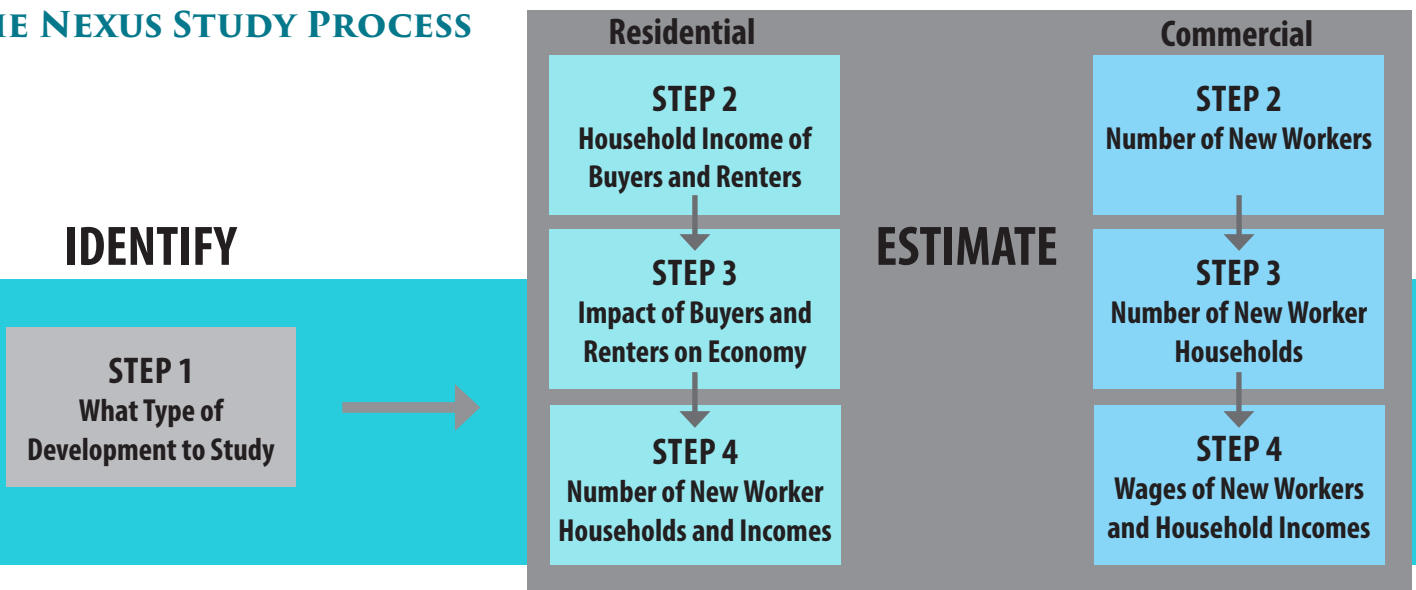 HE NEXUS STUDY PROCESS
IDENTIFY
STEP 1
What Type of
Development to Study
Residential
STEP 2
Household Income of
Buyers and Renters
STEP 3
Impact of Buyers and
Renters on Economy
STEP 4
Number of New Worker
Households and Incomes
ESTIMATE
Commercial
STEP 2
Number of New Workers
STEP 3
Number of New Worker
Households
STEP 4
Wages of New Workers
and Household Incomes